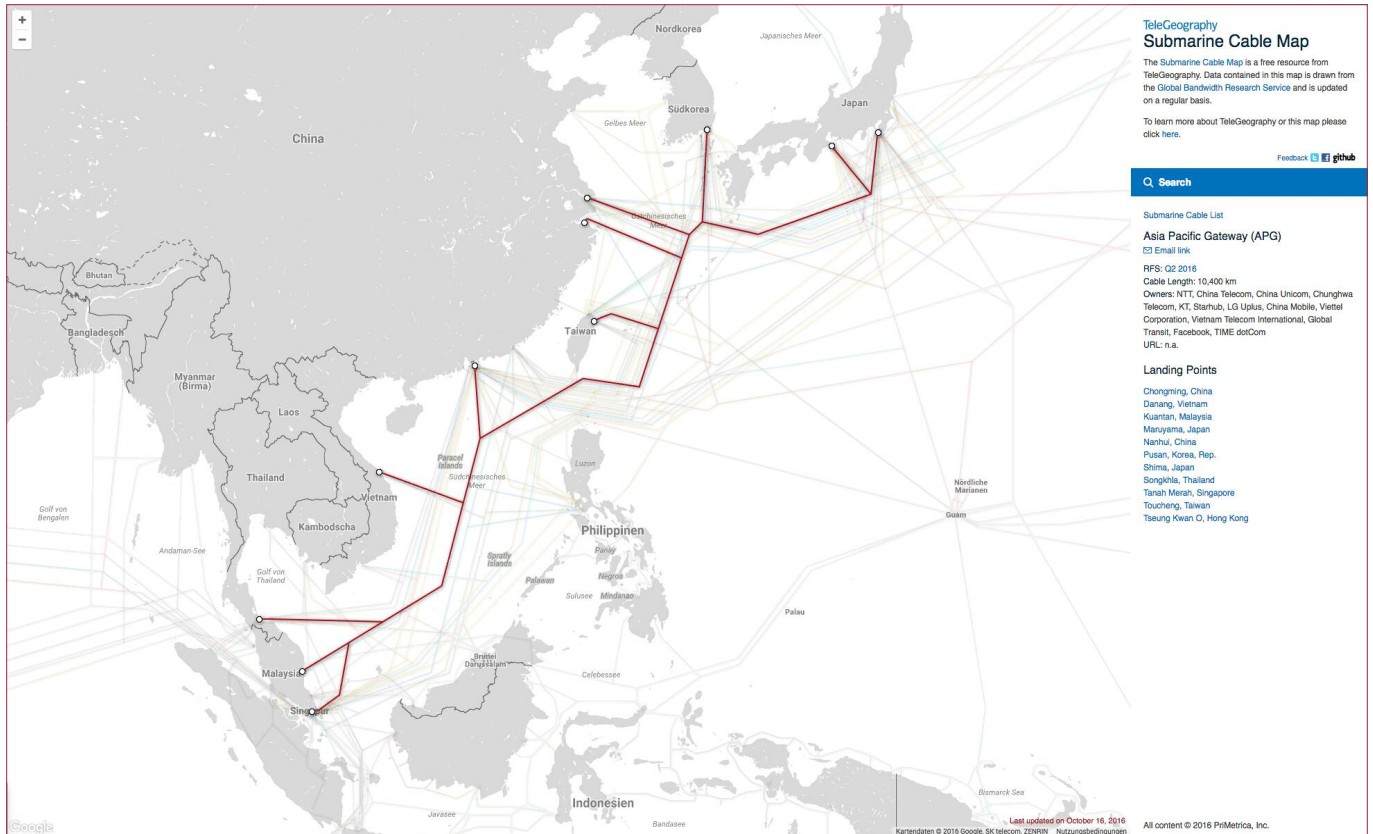 +
−
Nordkorea
Japanisches Meer
Japan
Südkorea
Gelbes Meer
China
Ostchinesisches
Meer
Bhutan
Bangladesch
Taiwan
Myanmar
(Birma)
Laos
Paracel
Islands
Luzon
Thailand
Südchinesisches
Meer
Vietnam
Nördliche
Marianen
Golf von
Bengalen
Guam
Kambodscha
Philippinen
Andaman-See
Spratly
Islands
Panay
Golf von
Thailand
Palawan
Negros
Sulusee
Mindanao
Palau
Brunei
Darussalam
Malaysia
Celebessee
Singapur
Bismarck Sea
Indonesien
Javasee
Bandasee
Google
Last updated on October 16, 2016
Kartendaten © 2016 Google, SK telecom, ZENRIN Nutzungsbedingungen
TeleGeography
Submarine Cable Map
The Submarine Cable Map is a free resource from
TeleGeography. Data contained in this map is drawn from
the Global Bandwidth Research Service and is updated
on a regular basis.
To learn more about TeleGeography or this map please
click here.
Feedback github
Search
Submarine Cable List
Asia Pacific Gateway (APG)
Email link
RFS: Q2 2016
Cable Length: 10,400 km
Owners: NTT, China Telecom, China Unicom, Chunghwa
Telecom, KT, Starhub, LG Uplus, China Mobile, Viettel
Corporation, Vietnam Telecom International, Global
Transit, Facebook, TIME dotCom
URL: n.a.
Landing Points
Chongming, China
Danang, Vietnam
Kuantan, Malaysia
Maruyama, Japan
Nanhui, China
Pusan, Korea, Rep.
Shima, Japan
Songkhla, Thailand
Tanah Merah, Singapore
Toucheng, Taiwan
Tseung Kwan O, Hong Kong
All content © 2016 PriMetrica, Inc.